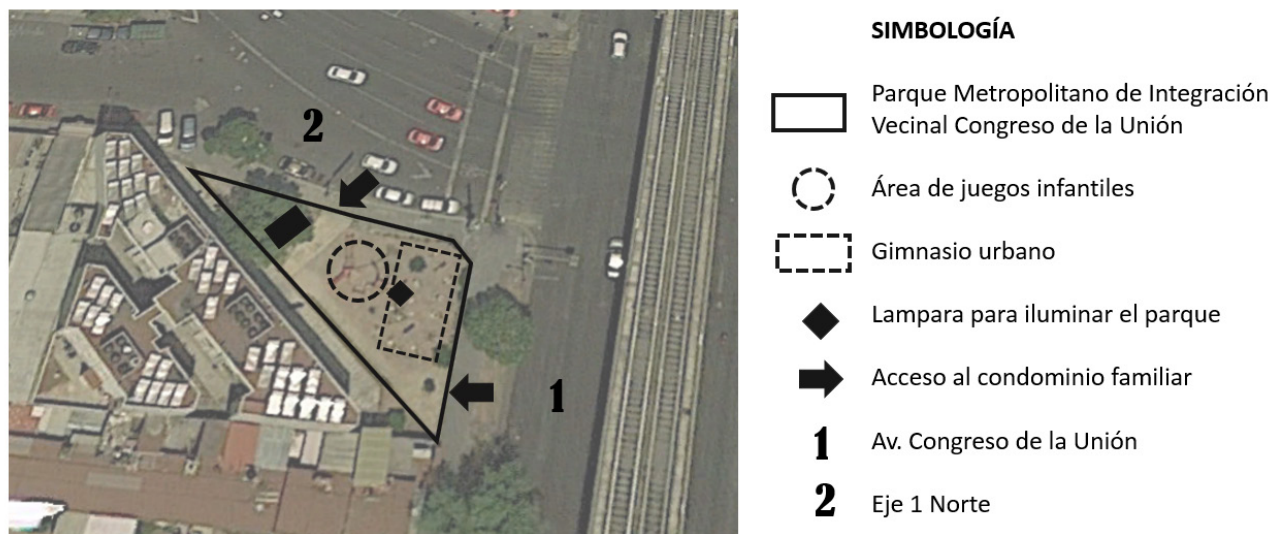 2
1
SIMBOLOGÍA
Parque Metropolitano de Integración
Vecinal Congreso de la Unión
Área de juegos infantiles
Gimnasio urbano
Lampara para iluminar el parque
Acceso al condominio familiar
1 Av. Congreso de la Unión
2 Eje 1 Norte